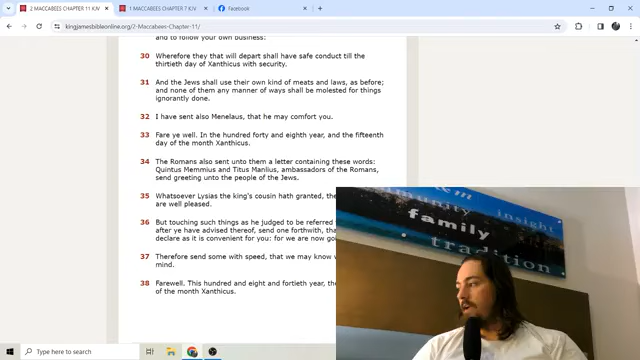 2 MACCABEES CHAPTER 11 KJV
1 MACCABEES CHAPTER 7 KJV
Facebook
kingjamesbibleonline.org/2-Maccabees-Chapter-11/
and to follow your own business:
30 Wherefore they that will depart shall have safe conduct till the
thirtieth day of Xanthicus with security.
31 And the Jews shall use their own kind of meats and laws, as before;
and none of them any manner of ways shall be molested for things
ignorantly done.
32 I have sent also Menelaus, that he may comfort you.
33 Fare ye well. In the hundred forty and eighth year, and the fifteenth
day of the month Xanthicus.
34 The Romans also sent unto them a letter containing these words:
Quintus Memmius and Titus Manlius, ambassadors of the Romans,
send greeting unto the people of the Jews.
35 Whatsoever Lysias the king's cousin hath granted, the
are well pleased.
36 But touching such things as he judged to be referred
after ye have advised thereof, send one forthwith, tha
declare as it is convenient for you: for we are now goi
37 Therefore send some with speed, that we may know
mind.
38 Farewell. This hundred and eight and fortieth year, the
of the month Xanthicus.
insight
community
family
tradition
Type here to search